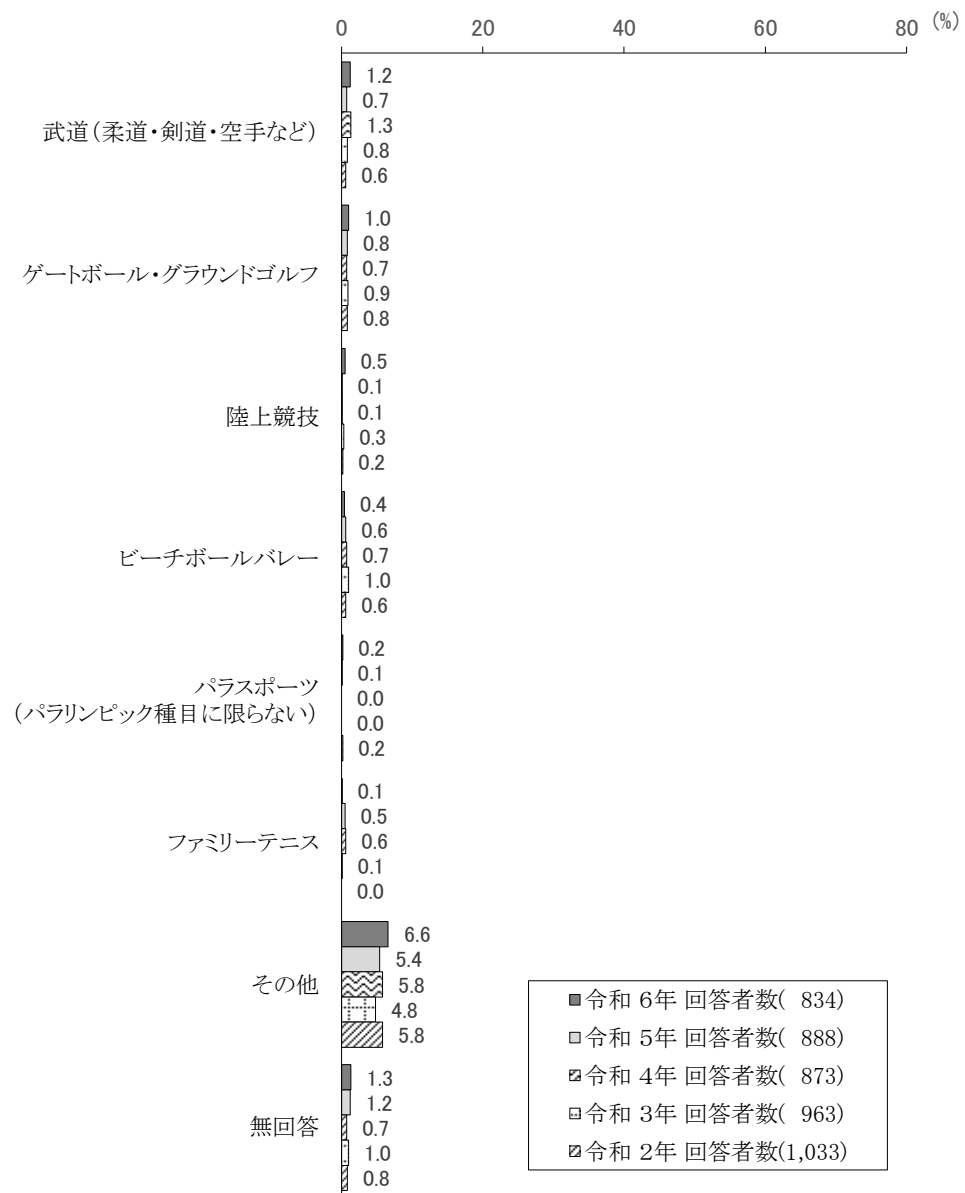 0 20 40 60 80 (%)
武道(柔道・剣道・空手など)
1.2
0.7
1.3
0.8
0.6
ゲートボール・グラウンドゴルフ
1.0
0.8
0.7
0.9
0.8
陸上競技
0.5
0.1
0.1
0.3
0.2
ビーチボールバレー
0.4
0.6
0.7
1.0
0.6
パラスポーツ
(パラリンピック種目に限らない)
0.2
0.1
0.0
0.0
0.2
ファミリーテニス
0.1
0.5
0.6
0.1
0.0
その他
6.6
5.4
5.8
4.8
5.8
無回答
1.3
1.2
0.7
1.0
0.8
令和 6年 回答者数( 834)
令和 5年 回答者数( 888)
令和 4年 回答者数( 873)
令和 3年 回答者数( 963)
令和 2年 回答者数(1,033)